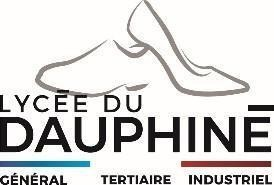 LYCÉE DU
DAUPHINÉ
GÉNÉRAL TERTIAIRE INDUSTRIEL